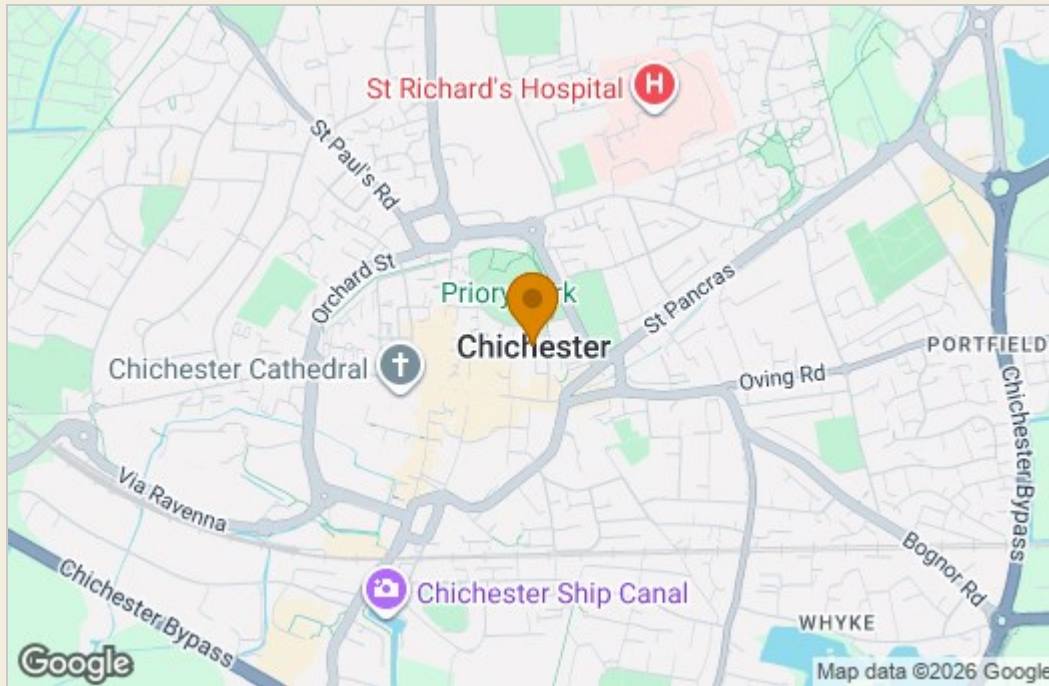 St Richard's Hospital
H
St Paul's Rd
Orchard St
Priory Park
St Pancras
Chichester
PORTFIELD
Chichester Cathedral
Oving Rd
Chichester Bypass
Via Ravenna
Bognor Rd
Chichester Bypass
Chichester Ship Canal
WHYKE
Google
Map data ©2026 Google